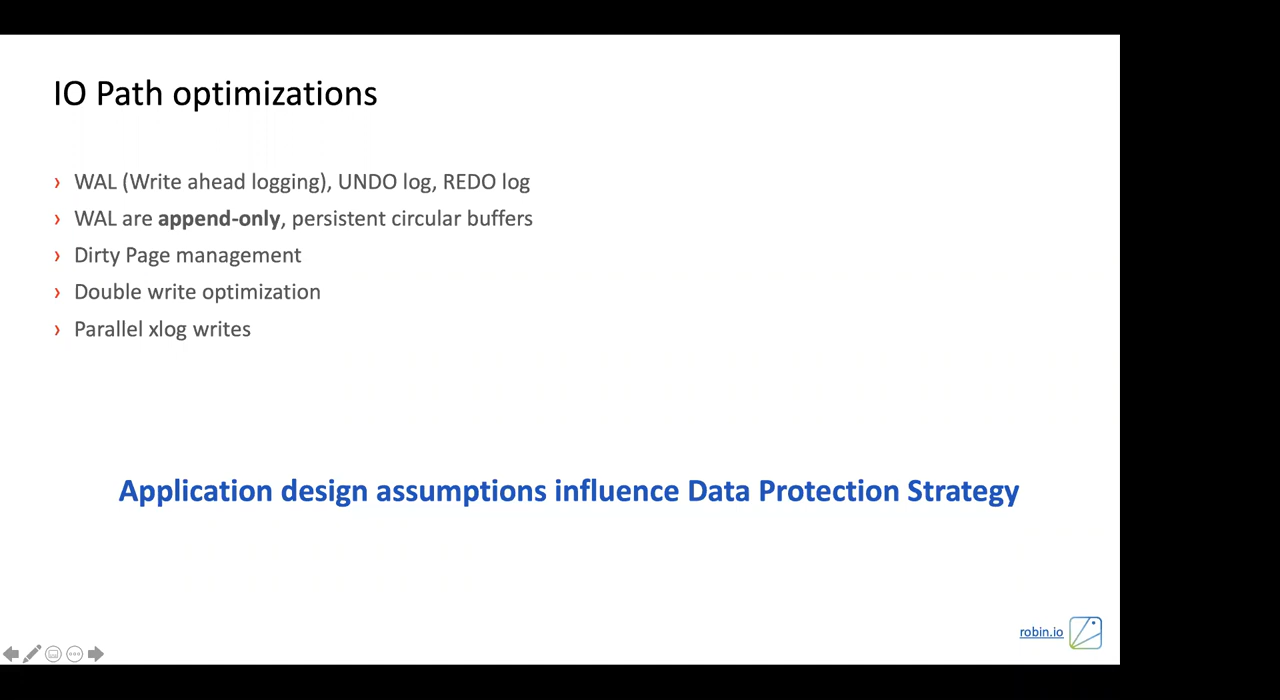 IO Path optimizations
› WAL (Write ahead logging), UNDO log, REDO log
› WAL are append-only, persistent circular buffers
› Dirty Page management
› Double write optimization
› Parallel xlog writes
Application design assumptions influence Data Protection Strategy
robin.io